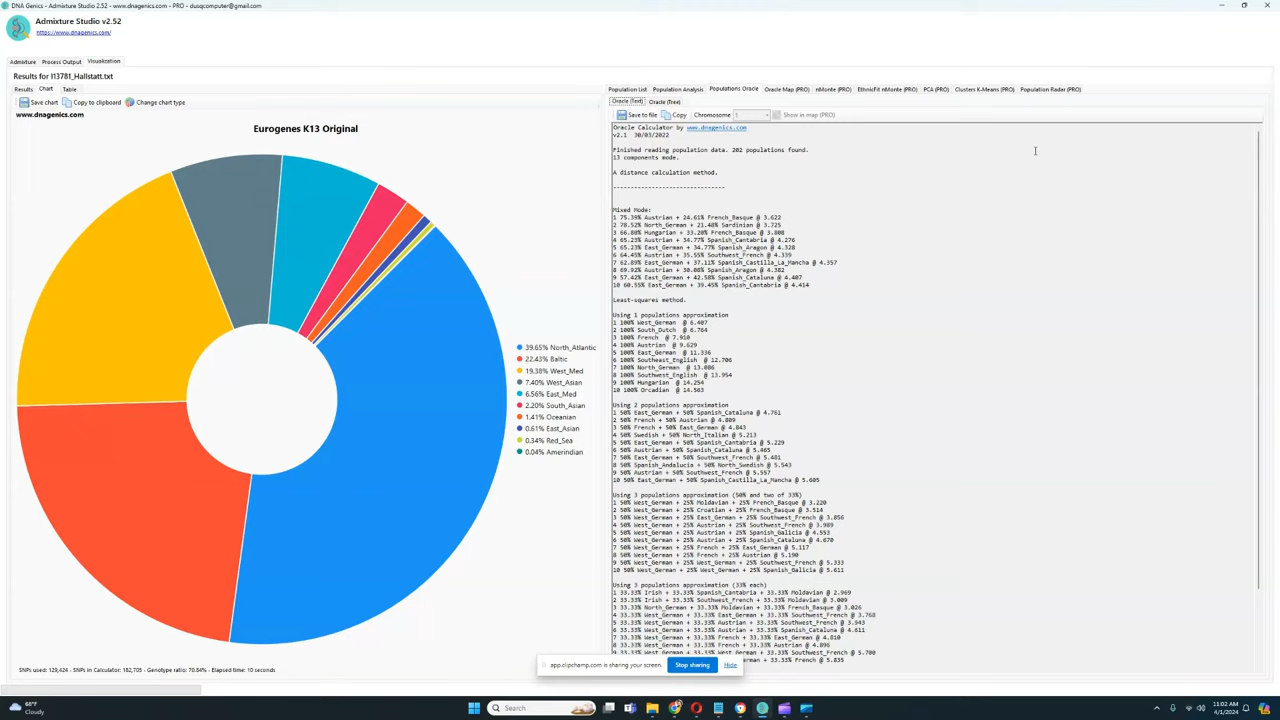 DNA Genics - Admixture Studio 2.52 - www.dnagenics.com - PRO - dusqcomputer@gmail.com
Admixture Studio v2.52
https://www.dnagenics.com/
Admixture Process Output Visualization
Results for I13781_Hallstatt.txt
Results Chart Table
Save chart Copy to clipboard Change chart type
www.dnagenics.com
Eurogenes K13 Original
39.65% North_Atlantic
22.43% Baltic
19.38% West_Med
7.40% West_Asian
6.56% East_Med
2.20% South_Asian
1.41% Oceanian
0.61% East_Asian
0.34% Red_Sea
0.04% Amerindian
SNPs used: 129,424 - SNPs in Calculator: 182,705 - Genotype ratio: 70.84% - Elapsed time: 10 seconds
Population List Population Analysis Populations Oracle Oracle Map (PRO) nMonte (PRO) EthnicFit nMonte (PRO) PCA (PRO) Clusters K-Means (PRO) Population Radar (PRO)
Oracle (Text) Oracle (Tree)
Save to file Copy Chromosome 1 Show in map (PRO)
Oracle Calculator by www.dnagenics.com
v2.1 30/03/2022
Finished reading population data. 202 populations found.
13 components mode.
A distance calculation method.
--------------------------------
Mixed Mode:
1 75.39% Austrian + 24.61% French_Basque @ 3.622
2 78.52% North_German + 21.48% Sardinian @ 3.725
3 66.80% Hungarian + 33.20% French_Basque @ 3.808
4 65.23% Austrian + 34.77% Spanish_Cantabria @ 4.276
5 65.23% East_German + 34.77% Spanish_Aragon @ 4.328
6 64.45% Austrian + 35.55% Southwest_French @ 4.339
7 62.89% East_German + 37.11% Spanish_Castilla_La_Mancha @ 4.357
8 69.92% Austrian + 30.08% Spanish_Aragon @ 4.382
9 57.42% East_German + 42.58% Spanish_Cataluna @ 4.407
10 60.55% East_German + 39.45% Spanish_Cantabria @ 4.414
Least-squares method.
Using 1 populations approximation
1 100% West_German @ 6.407
2 100% South_Dutch @ 6.764
3 100% French @ 7.910
4 100% Austrian @ 9.629
5 100% East_German @ 11.336
6 100% Southeast_English @ 12.706
7 100% North_German @ 13.086
8 100% Southwest_English @ 13.954
9 100% Hungarian @ 14.254
10 100% Orcadian @ 14.563
Using 2 populations approximation
1 50% East_German + 50% Spanish_Cataluna @ 4.761
2 50% French + 50% Austrian @ 4.809
3 50% French + 50% East_German @ 4.843
4 50% Swedish + 50% North_Italian @ 5.213
5 50% East_German + 50% Spanish_Cantabria @ 5.229
6 50% Austrian + 50% Spanish_Cataluna @ 5.465
7 50% East_German + 50% Southwest_French @ 5.481
8 50% Spanish_Andalucia + 50% North_Swedish @ 5.543
9 50% Austrian + 50% Southwest_French @ 5.557
10 50% East_German + 50% Spanish_Castilla_La_Mancha @ 5.605
Using 3 populations approximation (50% and two of 33%)
1 50% West_German + 25% Moldavian + 25% French_Basque @ 3.220
2 50% West_German + 25% Croatian + 25% French_Basque @ 3.514
3 50% West_German + 25% East_German + 25% Southwest_French @ 3.856
4 50% West_German + 25% Austrian + 25% Southwest_French @ 3.989
5 50% West_German + 25% Austrian + 25% Spanish_Galicia @ 4.553
6 50% West_German + 25% Austrian + 25% Spanish_Cataluna @ 4.670
7 50% West_German + 25% French + 25% East_German @ 5.117
8 50% West_German + 25% French + 25% Austrian @ 5.190
9 50% West_German + 25% West_German + 25% Southwest_French @ 5.333
10 50% West_German + 25% West_German + 25% Spanish_Galicia @ 5.611
Using 3 populations approximation (33% each)
1 33.33% Irish + 33.33% Spanish_Cantabria + 33.33% Moldavian @ 2.969
2 33.33% Irish + 33.33% Southwest_French + 33.33% Moldavian @ 3.009
3 33.33% North_German + 33.33% Moldavian + 33.33% French_Basque @ 3.026
4 33.33% West_German + 33.33% East_German + 33.33% Southwest_French @ 3.768
5 33.33% West_German + 33.33% Austrian + 33.33% Southwest_French @ 3.943
6 33.33% West_German + 33.33% Austrian + 33.33% Spanish_Cataluna @ 4.611
7 33.33% West_German + 33.33% French + 33.33% East_German @ 4.810
8 33.33% West_German + 33.33% French + 33.33% Austrian @ 4.896
@ 5.700
@ 5.835
app.clipchamp.com is sharing your screen. Stop sharing Hide
68°F
Cloudy
Search
11:02 AM
4/1/2024